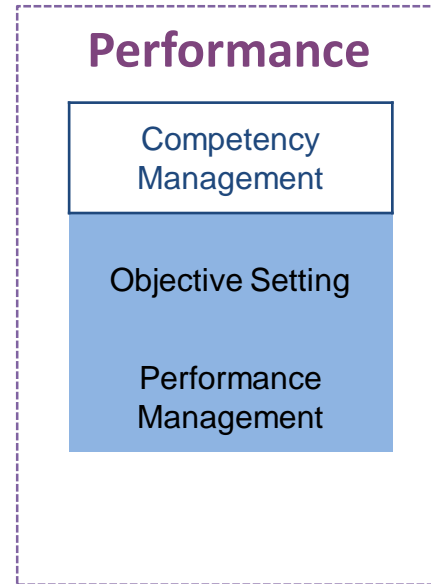 Performance
Competency
Management
Objective Setting
Performance
Management